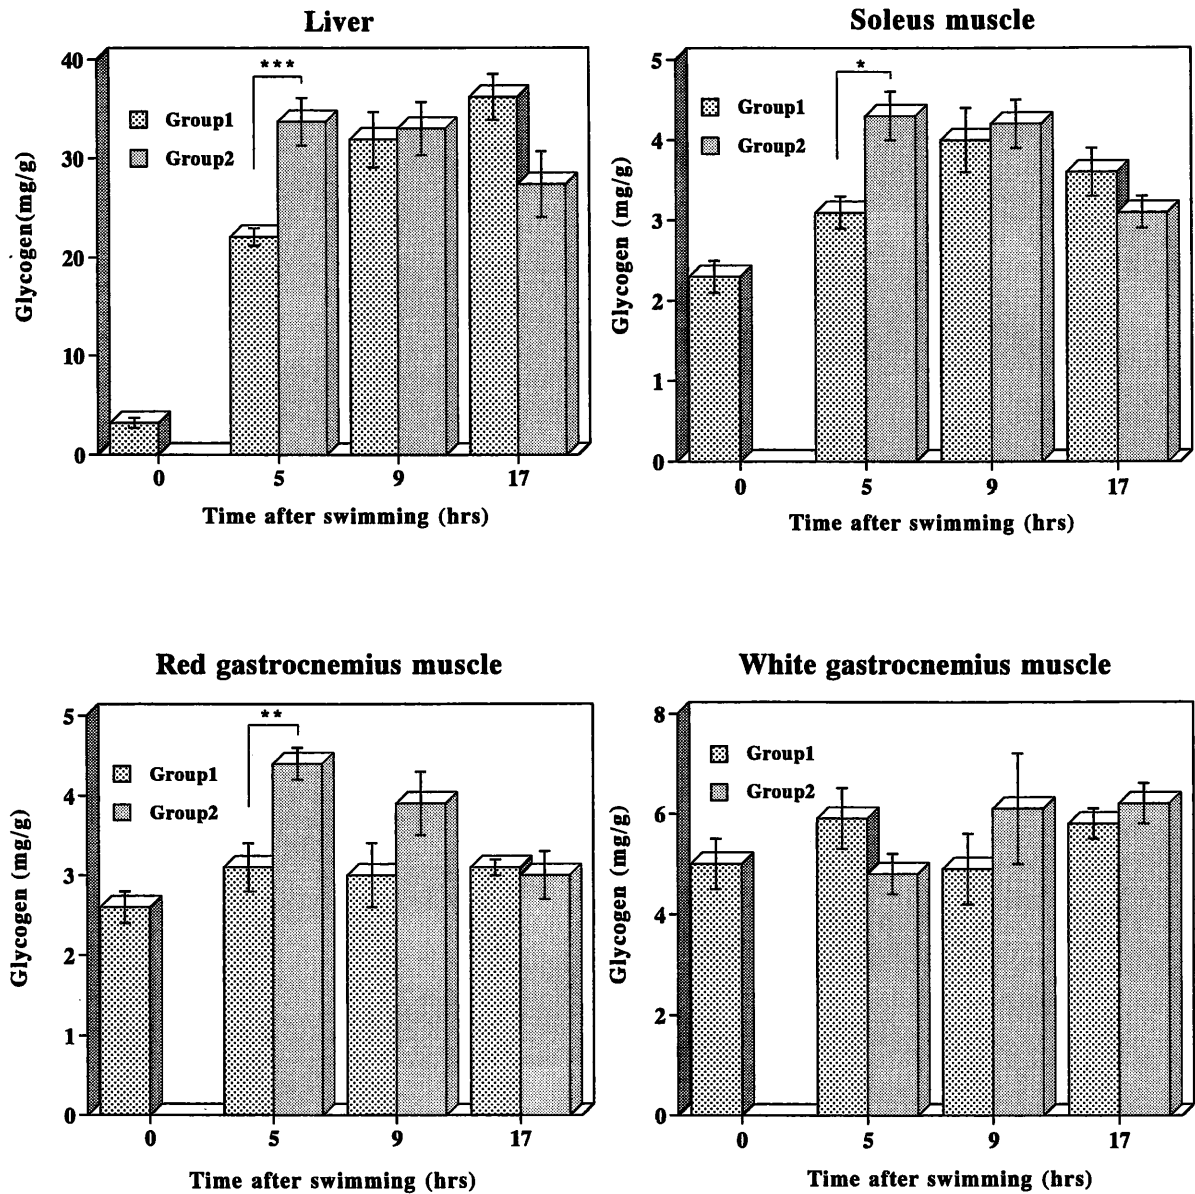 Liver
Glycogen(mg/g)
40
30
20
10
0
Group1
Group2
***
0 5 9 17
Time after swimming (hrs)
Soleus muscle
Glycogen (mg/g)
5
4
3
2
1
0
Group1
Group2
*
0 5 9 17
Time after swimming (hrs)
Red gastrocnemius muscle
Glycogen (mg/g)
5
4
3
2
1
0
Group1
Group2
**
0 5 9 17
Time after swimming (hrs)
White gastrocnemius muscle
Glycogen (mg/g)
8
6
4
2
0
Group1
Group2
0 5 9 17
Time after swimming (hrs)